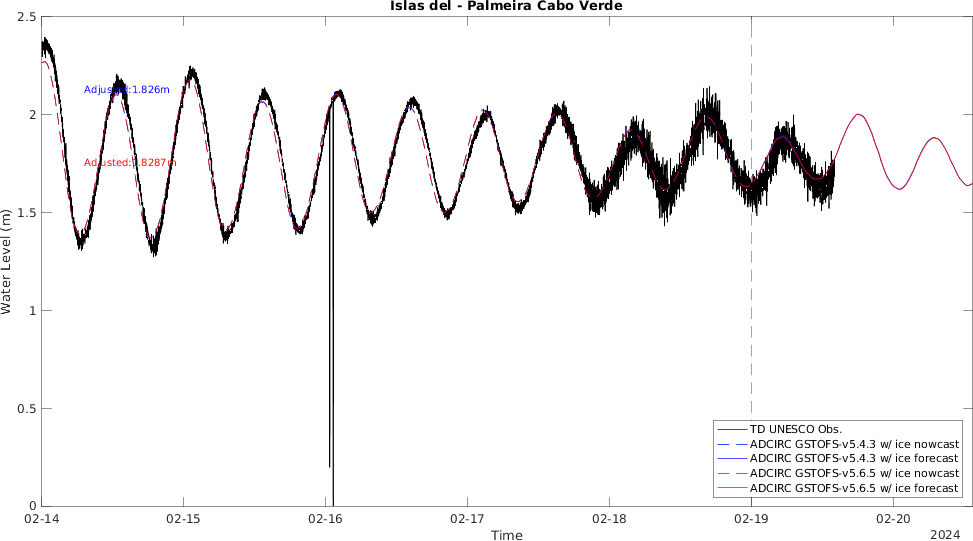 Islas del - Palmeira Cabo Verde
2.5
2
1.5
1
0.5
0
Water Level (m)
Adjusted:1.826m
Adjusted:1.8287m
TD UNESCO Obs.
ADCIRC GSTOFS-v5.4.3 w/ ice nowcast
ADCIRC GSTOFS-v5.4.3 w/ ice forecast
ADCIRC GSTOFS-v5.6.5 w/ ice nowcast
ADCIRC GSTOFS-v5.6.5 w/ ice forecast
02-14 02-15 02-16 02-17 02-18 02-19 02-20
Time
2024